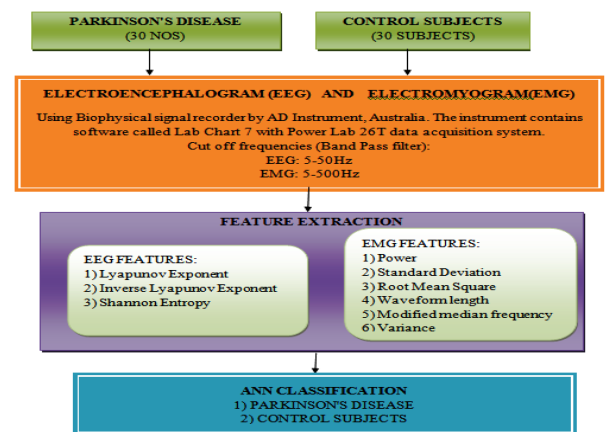 PARKINSON'S DISEASE
(30 NOS)
CONTROL SUBJECTS
(30 SUBJECTS)
ELECTROENCEPHALOGRAM (EEG) AND ELECTROMYOGRAM(EMG)
Using Biophysical signal recorder by AD Instrument, Australia. The instrument contains
software called Lab Chart 7 with Power Lab 26T data acquisition system.
Cut off frequencies (Band Pass filter):
EEG: 5-50Hz
EMG: 5-500Hz
FEATURE EXTRACTION
EEG FEATURES:
1) Lyapunov Exponent
2) Inverse Lyapunov Exponent
3) Shannon Entropy
EMG FEATURES:
1) Power
2) Standard Deviation
3) Root Mean Square
4) Waveform length
5) Modified median frequency
6) Variance
ANN CLASSIFICATION
1) PARKINSON'S DISEASE
2) CONTROL SUBJECTS